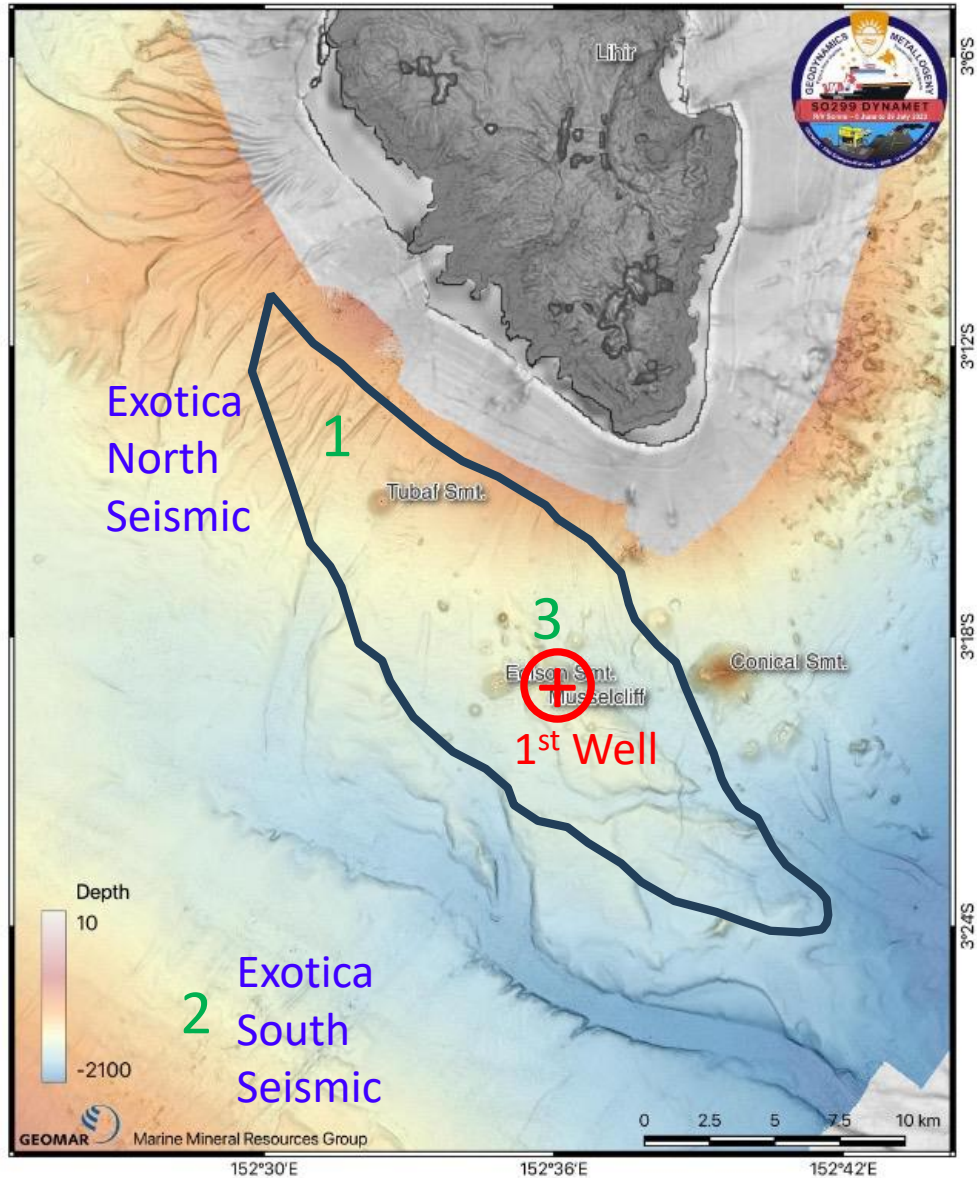 Lihir
GEODYNAMICS
METALLOGENY
SO299 DYNAMET
3°6'S
3°12'S
Exotica
North
Seismic
1
Tubaf Smt.
3
3°18'S
Edison Smt.
Conical Smt.
Musselcliff
1st Well
Depth
10
-2100
3°24'S
2
Exotica
South
Seismic
0 2.5 5 7.5 10 km
GEOMAR Marine Mineral Resources Group
152°30'E 152°36'E 152°42'E